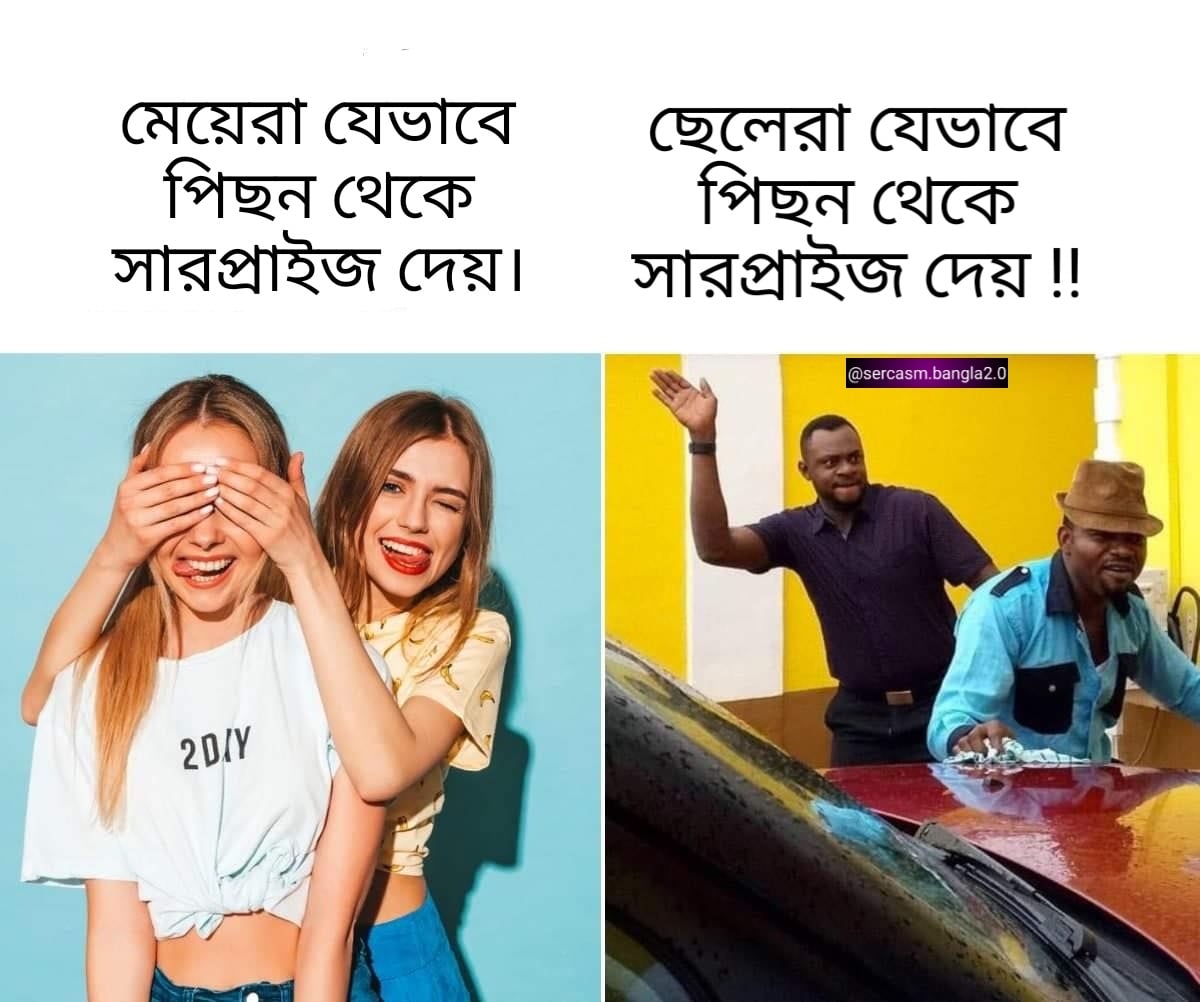 মেয়েরা যেভাবে
পিছন থেকে
সারপ্রাইজ দেয়।
ছেলেরা যেভাবে
পিছন থেকে
সারপ্রাইজ দেয় !!
@sercasm.bangla2.0
2DAY